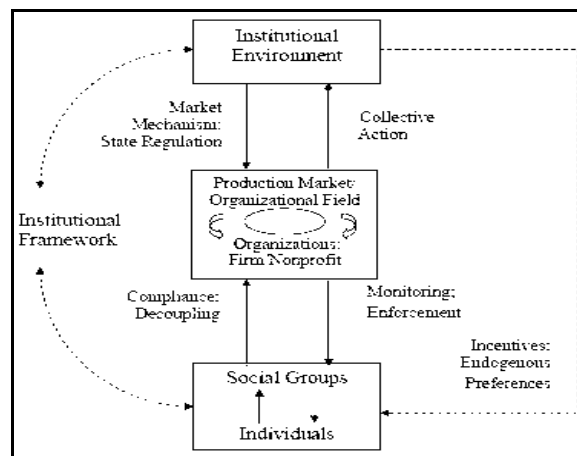 Institutional
Environment
Market
Mechanism;
State Regulation
Collective
Action
Production Market/
Organizational Field
Organizations:
Firm Nonprofit
Institutional
Framework
Compliance;
Decoupling
Monitoring;
Enforcement
Incentives;
Endogenous
Preferences
Social Groups
Individuals